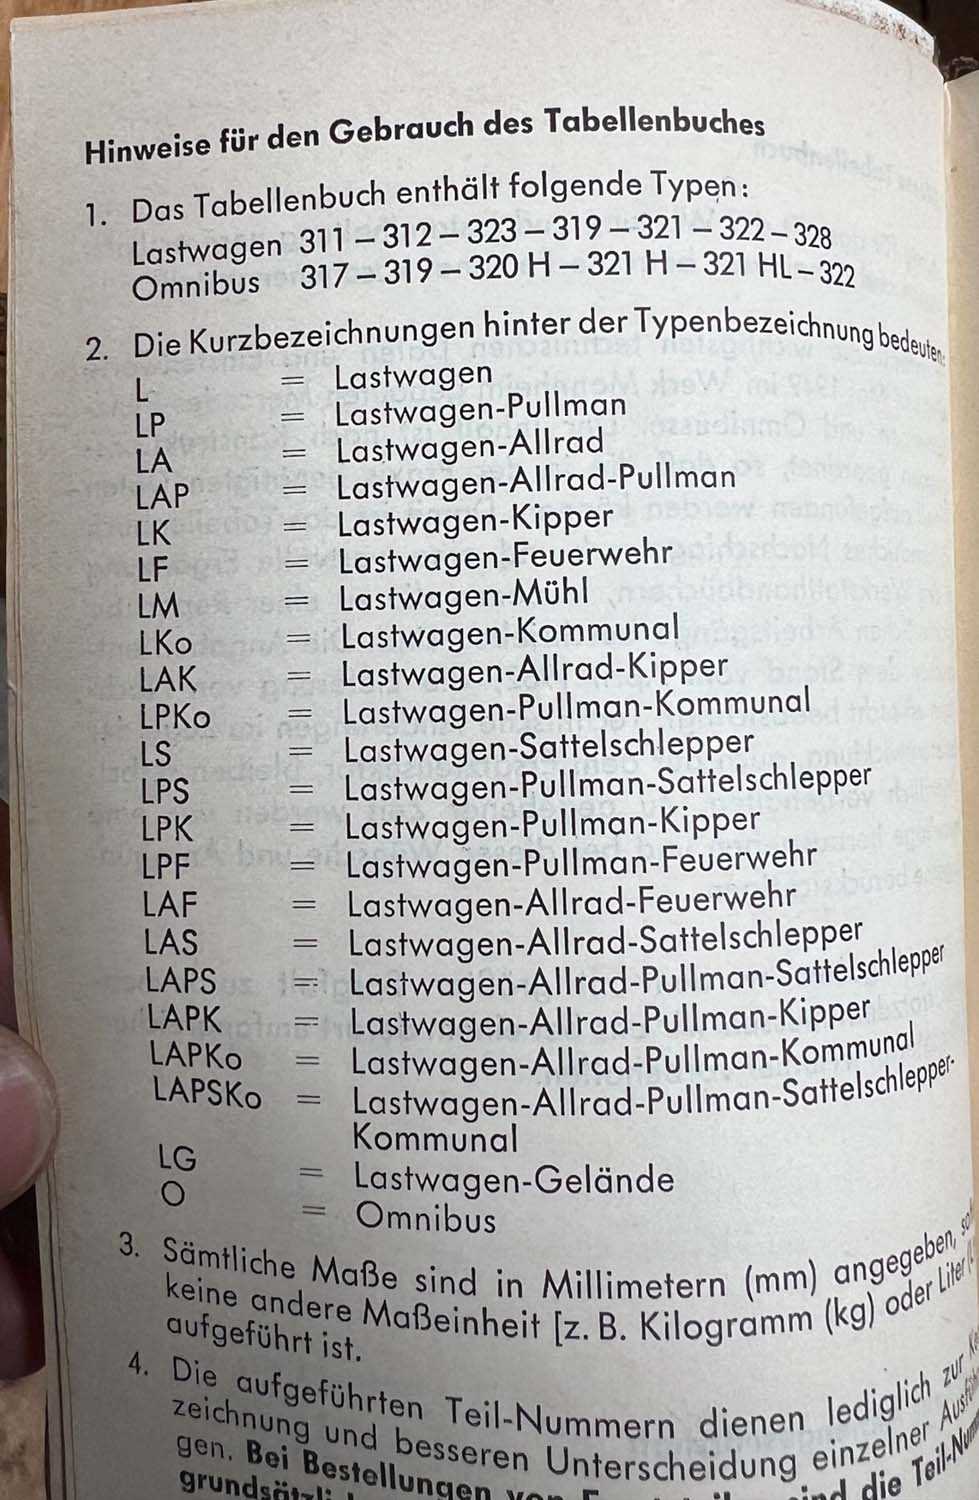 Hinweise für den Gebrauch des Tabellenbuches
1. Das Tabellenbuch enthält folgende Typen:
Lastwagen 311 – 312 – 323 – 319 – 321 – 322 – 328
Omnibus 317 – 319 – 320 H – 321 H – 321 HL – 322
2. Die Kurzbezeichnungen hinter der Typenbezeichnung bedeuten:
L = Lastwagen
LP = Lastwagen-Pullman
LA = Lastwagen-Allrad
LAP = Lastwagen-Allrad-Pullman
LK = Lastwagen-Kipper
LF = Lastwagen-Feuerwehr
LM = Lastwagen-Mühl
LKo = Lastwagen-Kommunal
LAK = Lastwagen-Allrad-Kipper
LPKo = Lastwagen-Pullman-Kommunal
LS = Lastwagen-Sattelschlepper
LPS = Lastwagen-Pullman-Sattelschlepper
LPK = Lastwagen-Pullman-Kipper
LPF = Lastwagen-Pullman-Feuerwehr
LAF = Lastwagen-Allrad-Feuerwehr
LAS = Lastwagen-Allrad-Sattelschlepper
LAPS = Lastwagen-Allrad-Pullman-Sattelschlepper
LAPK = Lastwagen-Allrad-Pullman-Kipper
LAPKo = Lastwagen-Allrad-Pullman-Kommunal
LAPSKo = Lastwagen-Allrad-Pullman-Sattelschlepper-
Kommunal
LG = Lastwagen-Gelände
O = Omnibus
3. Sämtliche Maße sind in Millimetern (mm) angegeben,
keine andere Maßeinheit [z. B. Kilogramm (kg) oder Liter
aufgeführt ist.
4. Die aufgeführten Teil-Nummern dienen lediglich zur
zeichnung und besseren Unterscheidung einzelner
gen. Bei Bestellungen von sind die